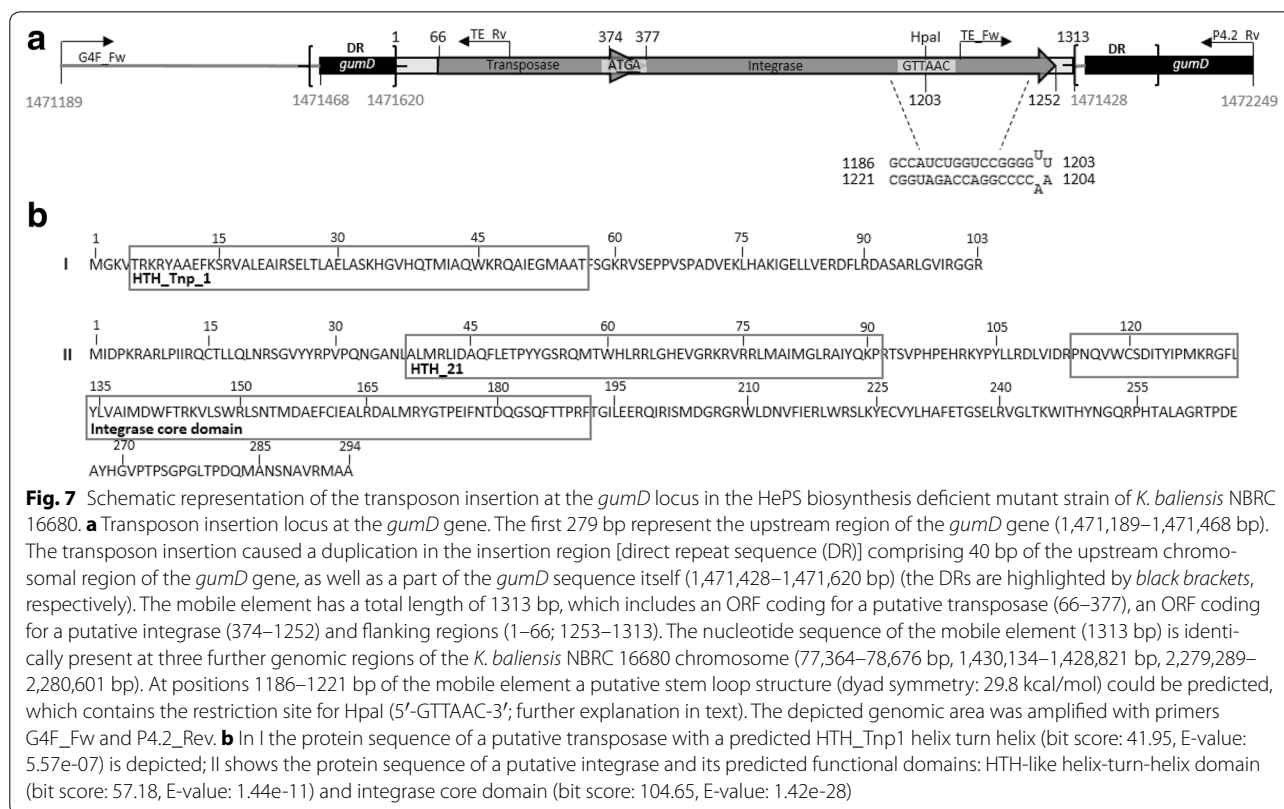 a
DR 1 66 TE_Rv 374 377 HpaI TE_Fw 1313 DR P4.2_Rv
G4F_Fw gumD Transposase ATGA Integrase GTTAAC gumD
1471189 1471468 1471620 1203 1252 1471428 1472249
1186 GCCAUCUGGUCCGGGG U U 1203
1221 CGGUAGACCAGGCCCC A A 1204
b
1 15 30 45 60 75 90 103
I MGKVTRKRYAAEFKSRVALEAIRSELTLAELASKHGVHQTMIAQWKRQAIEGMAATFSGKRVSEPPVSPADVEKLHAKIGELLVERDFLRDASARLGVIRGGR
HTH_Tnp_1
1 15 30 45 60 75 90 105 120
II MIDPKRARLPIIRQCTLLQLNRSGVYYRPVPQNGANLALMRLIDAQFLETPYYGSRQMTWHLRRLGHEVGRKRVRRLMAIMGLRAIYQKPRTSVPHPEHRKYPYLLRDLVIDRPNQVWCSDITYIPMKRGFL
HTH_21
135 150 165 180 195 210 225 240 255
YLVAIMDWFTRKVLSWRLSNTMDAEFCIEALRDALMRYGTPEIFNTDQGSQFTTPRFTGILEERQIRISMDGRGRWLDNVFIERLWRSLKYECVYLHAFETGSELRVGLTKWITHYNGQRPHTALAGRTPDE
Integrase core domain
270 285 294
AYHGVPTPSGPGLTPDQMANSNAVRMAA
Fig. 7 Schematic representation of the transposon insertion at the gumD locus in the HePS biosynthesis deficient mutant strain of K. baliensis NBRC
16680. a Transposon insertion locus at the gumD gene. The first 279 bp represent the upstream region of the gumD gene (1,471,189–1,471,468 bp).
The transposon insertion caused a duplication in the insertion region [direct repeat sequence (DR)] comprising 40 bp of the upstream chromo-
somal region of the gumD gene, as well as a part of the gumD sequence itself (1,471,428–1,471,620 bp) (the DRs are highlighted by black brackets,
respectively). The mobile element has a total length of 1313 bp, which includes an ORF coding for a putative transposase (66–377), an ORF coding
for a putative integrase (374–1252) and flanking regions (1–66; 1253–1313). The nucleotide sequence of the mobile element (1313 bp) is identi-
cally present at three further genomic regions of the K. baliensis NBRC 16680 chromosome (77,364–78,676 bp, 1,430,134–1,428,821 bp, 2,279,289–
2,280,601 bp). At positions 1186–1221 bp of the mobile element a putative stem loop structure (dyad symmetry: 29.8 kcal/mol) could be predicted,
which contains the restriction site for HpaI (5′-GTTAAC-3′; further explanation in text). The depicted genomic area was amplified with primers
G4F_Fw and P4.2_Rev. b In I the protein sequence of a putative transposase with a predicted HTH_Tnp1 helix turn helix (bit score: 41.95, E-value:
5.57e-07) is depicted; II shows the protein sequence of a putative integrase and its predicted functional domains: HTH-like helix-turn-helix domain
(bit score: 57.18, E-value: 1.44e-11) and integrase core domain (bit score: 104.65, E-value: 1.42e-28)